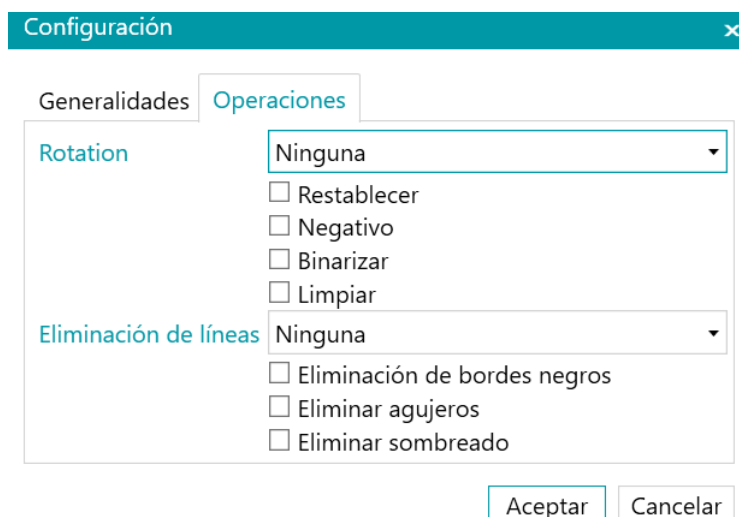 Configuración
Generalidades Operaciones
Rotation Ninguna
Restablecer
Negativo
Binarizar
Limpiar
Eliminación de líneas Ninguna
Eliminación de bordes negros
Eliminar agujeros
Eliminar sombreado
Aceptar Cancelar